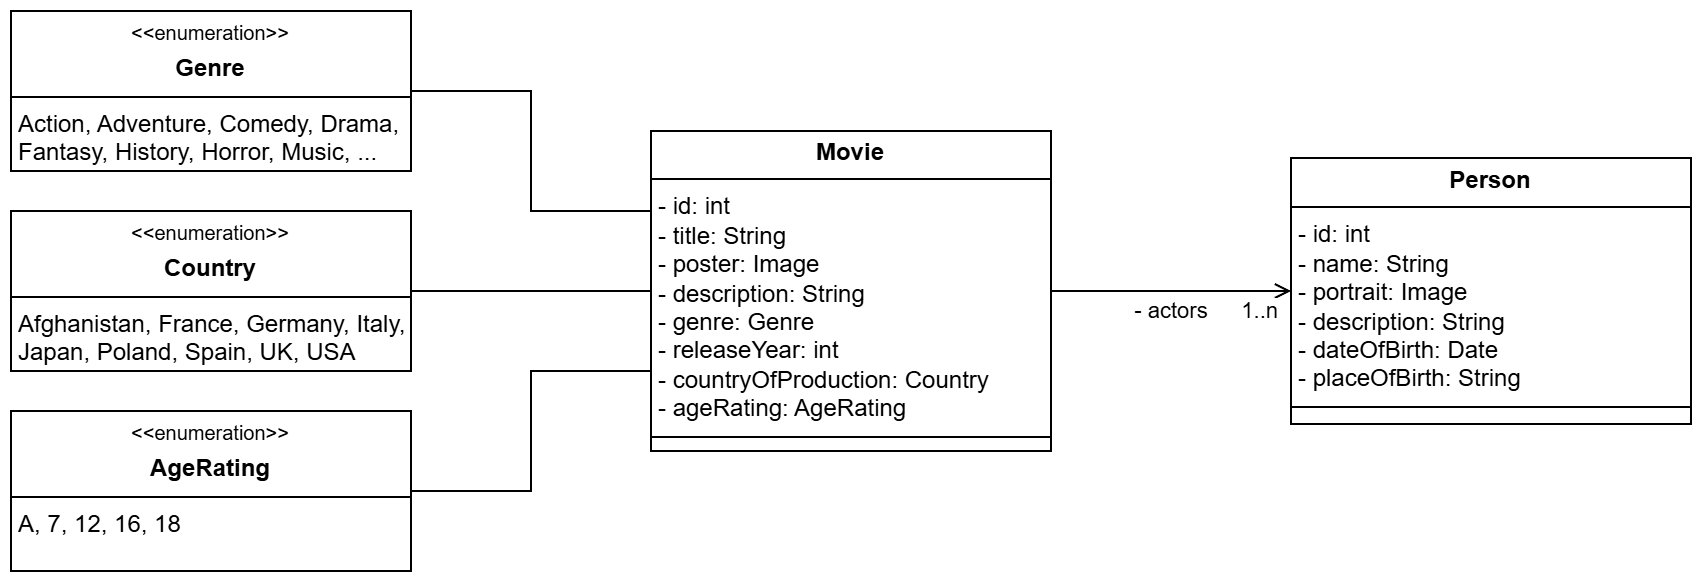 <<enumeration>>
Genre
Action, Adventure, Comedy, Drama,
Fantasy, History, Horror, Music, ...
<<enumeration>>
Country
Afghanistan, France, Germany, Italy,
Japan, Poland, Spain, UK, USA
<<enumeration>>
AgeRating
A, 7, 12, 16, 18
Movie
- id: int
- title: String
- poster: Image
- description: String
- genre: Genre
- releaseYear: int
- countryOfProduction: Country
- ageRating: AgeRating
- actors 1..n
Person
- id: int
- name: String
- portrait: Image
- description: String
- dateOfBirth: Date
- placeOfBirth: String